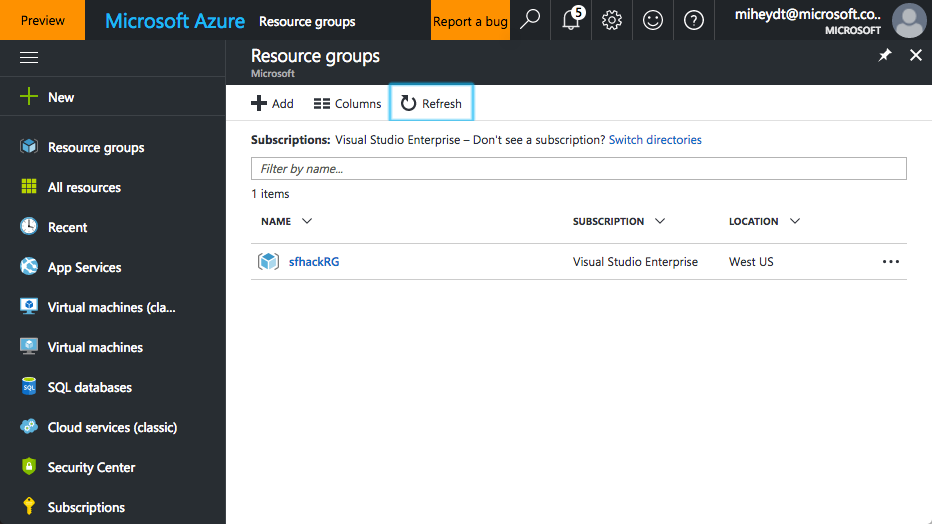 Preview
Microsoft Azure Resource groups
Report a bug
5
miheydt@microsoft.co..
MICROSOFT
New
Resource groups
All resources
Recent
App Services
Virtual machines (cla...
Virtual machines
SQL databases
SQL
Cloud services (classic)
Security Center
Subscriptions
Resource groups
Microsoft
Add Columns Refresh
Subscriptions: Visual Studio Enterprise – Don't see a subscription? Switch directories
Filter by name...
1 items
NAME SUBSCRIPTION LOCATION
sfhackRG Visual Studio Enterprise West US